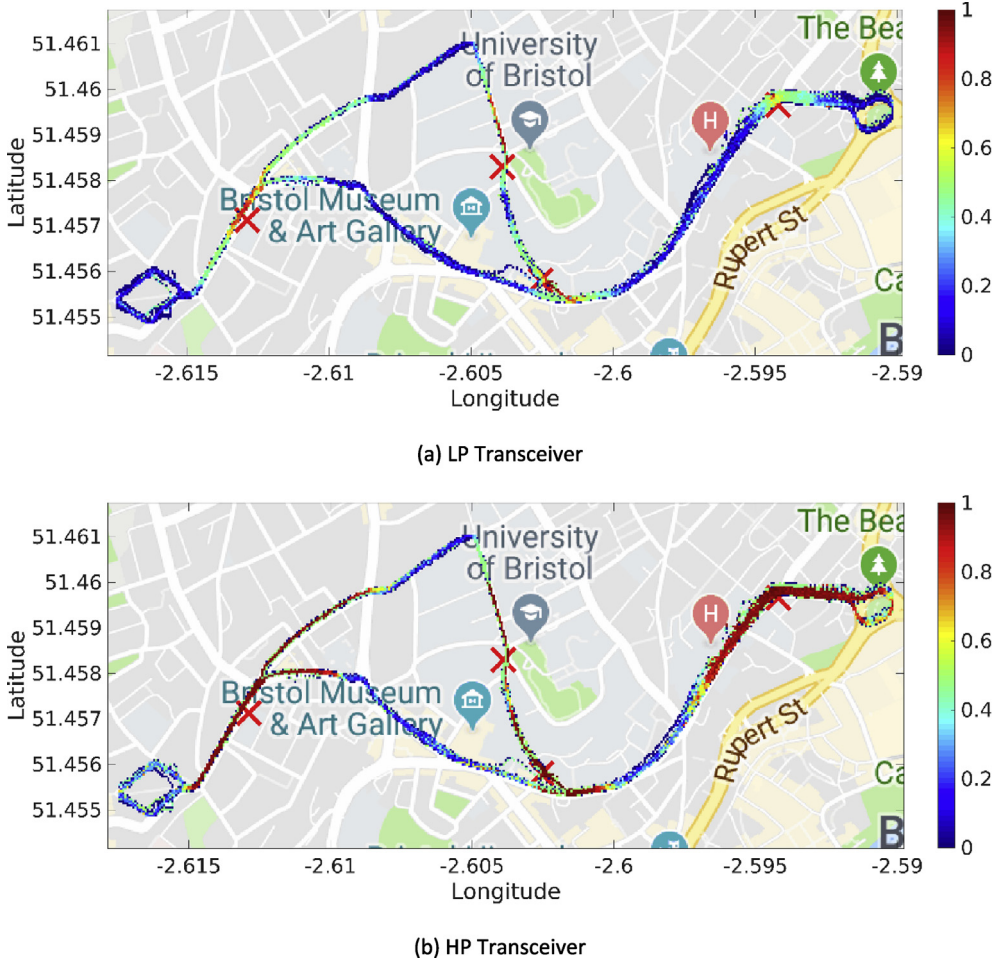 51.461
51.46
51.459
51.458
51.457
51.456
51.455
Latitude
University
of Bristol
The Bea
H
Bristol Museum
& Art Gallery
Rupert St
Ca
B
-2.615
-2.61
-2.605
-2.6
-2.595
-2.59
Longitude
1
0.8
0.6
0.4
0.2
0
(a) LP Transceiver
51.461
51.46
51.459
51.458
51.457
51.456
51.455
Latitude
University
of Bristol
The Bea
H
Bristol Museum
& Art Gallery
Rupert St
Ca
B
-2.615
-2.61
-2.605
-2.6
-2.595
-2.59
Longitude
1
0.8
0.6
0.4
0.2
0
(b) HP Transceiver